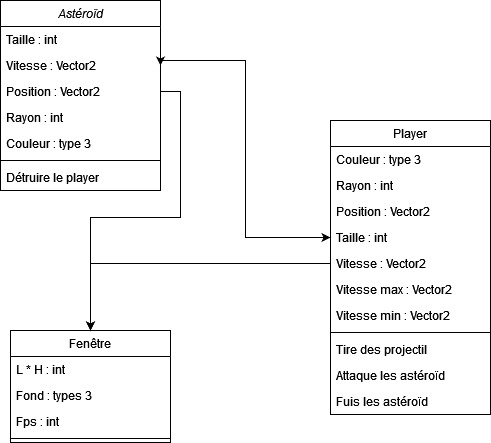 Astéroïd
Taille : int
Vitesse : Vector2
Position : Vector2
Rayon : int
Couleur : type 3
Détruire le player
Player
Couleur : type 3
Rayon : int
Position : Vector2
Taille : int
Vitesse : Vector2
Vitesse max : Vector2
Vitesse min : Vector2
Tire des projectil
Attaque les astéroïd
Fuis les astéroïd
Fenêtre
L * H : int
Fond : types 3
Fps : int